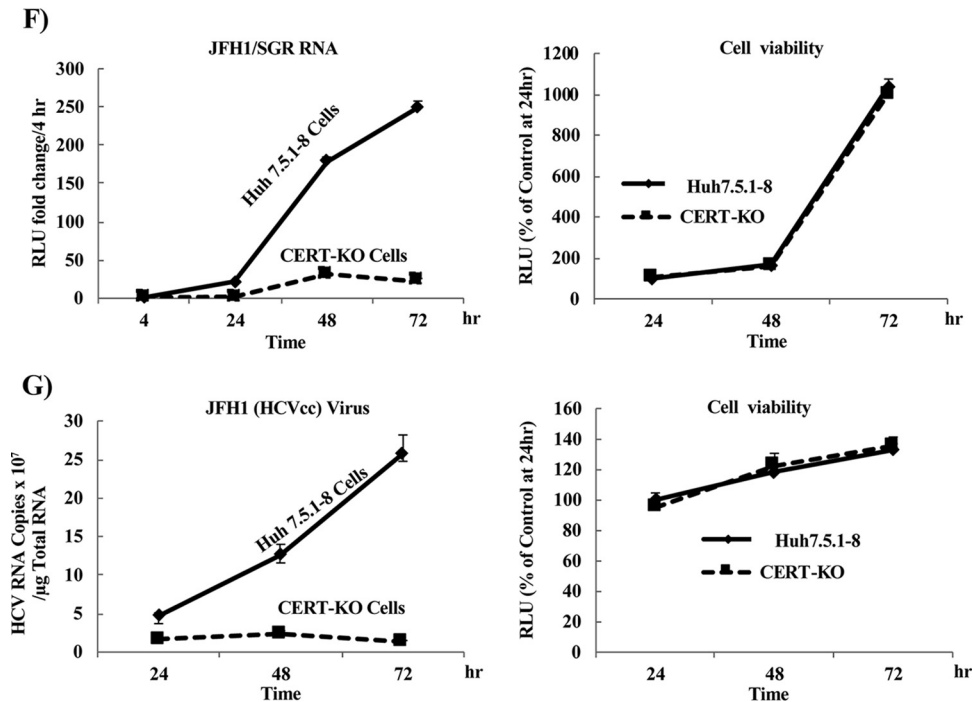 F)
JFH1/SGR RNA
RLU fold change/4 hr
300
250
200
150
100
50
0
Huh 7.5.1-8 Cells
CERT-KO Cells
4 24 48 72 hr
Time
Cell viability
RLU (% of Control at 24hr)
1200
1000
800
600
400
200
0
Huh7.5.1-8
CERT-KO
24 48 72 hr
Time
G)
JFH1 (HCVcc) Virus
HCV RNA Copies x 10⁷
/µg Total RNA
30
25
20
15
10
5
0
Huh 7.5.1-8 Cells
CERT-KO Cells
24 48 72 hr
Time
Cell viability
RLU (% of Control at 24hr)
160
140
120
100
80
60
40
20
0
Huh7.5.1-8
CERT-KO
24 48 72 hr
Time